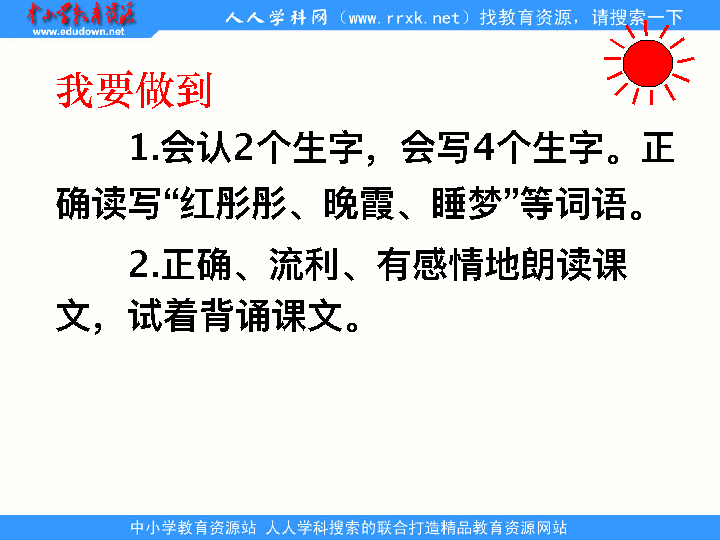 中小学教育资源
www.edudown.net
人人学科网（www.rrxk.net）找教育资源，请搜索一下
我要做到
1.会认2个生字，会写4个生字。正
确读写“红彤彤、晚霞、睡梦”等词语。
2.正确、流利、有感情地朗读课
文，试着背诵课文。
中小学教育资源站 人人学科搜索的联合打造精品教育资源网站